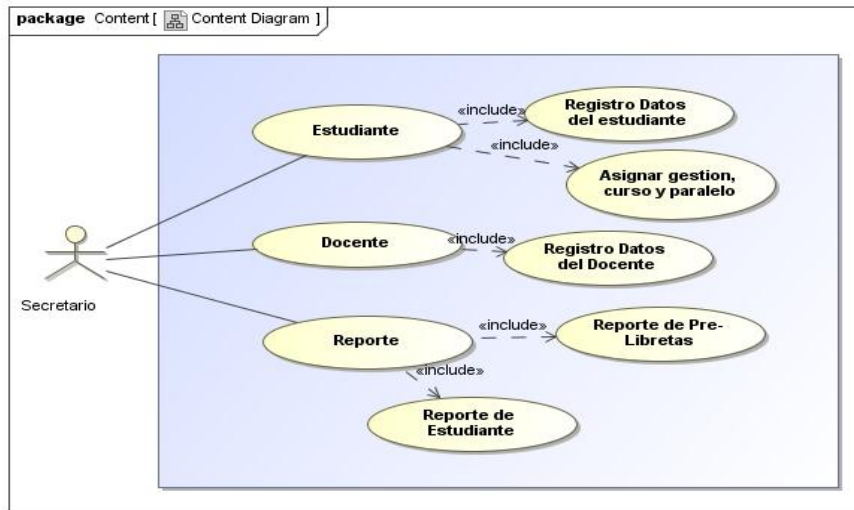 package Content [ Content Diagram ]
«include»
Registro Datos
del estudiante
Estudiante
«include»
Asignar gestion,
curso y paralelo
Docente
«include»
Registro Datos
del Docente
Secretario
Reporte
«include»
Reporte de Pre-
Libretas
«include»
Reporte de
Estudiante